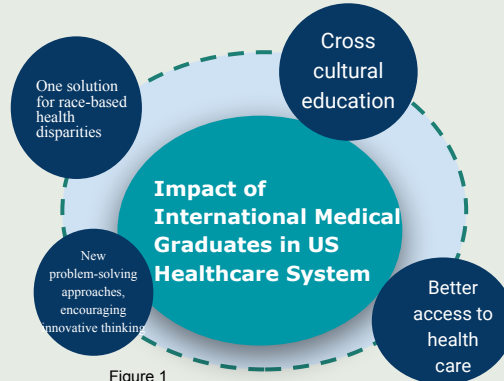 Cross
cultural
education
One solution
for race-based
health
disparities
Impact of
International Medical
Graduates in US
Healthcare System
New
problem-solving
approaches,
encouraging
innovative thinking
Better
access to
health
care
Figure 1